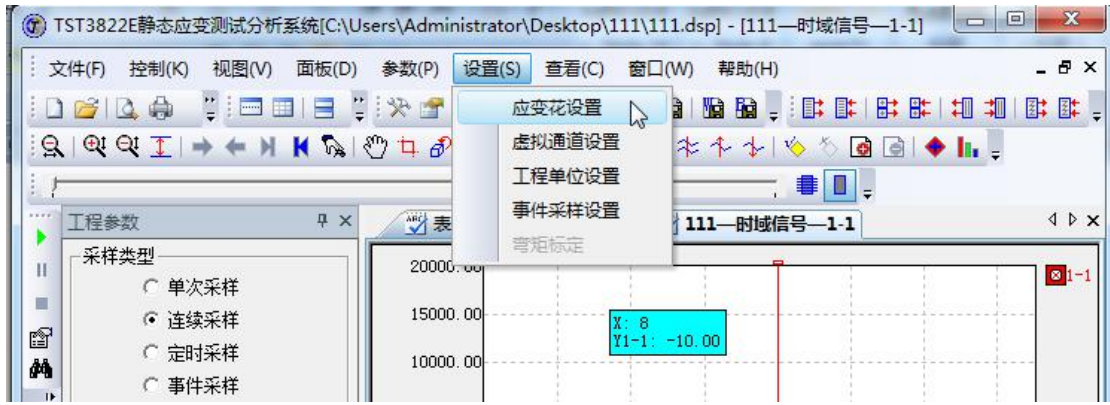 TST3822E静态应变测试分析系统[C:\Users\Administrator\Desktop\111\111.dsp] - [111—时域信号—1-1]
文件(F) 控制(K) 视图(V) 面板(D) 参数(P) 设置(S) 查看(C) 窗口(W) 帮助(H)
应变花设置
虚拟通道设置
工程单位设置
事件采样设置
弯矩标定
工程参数
表
111—时域信号—1-1
采样类型
单次采样
连续采样
定时采样
事件采样
20000.00
15000.00
10000.00
X: 8
Y1-1: -10.00
1-1